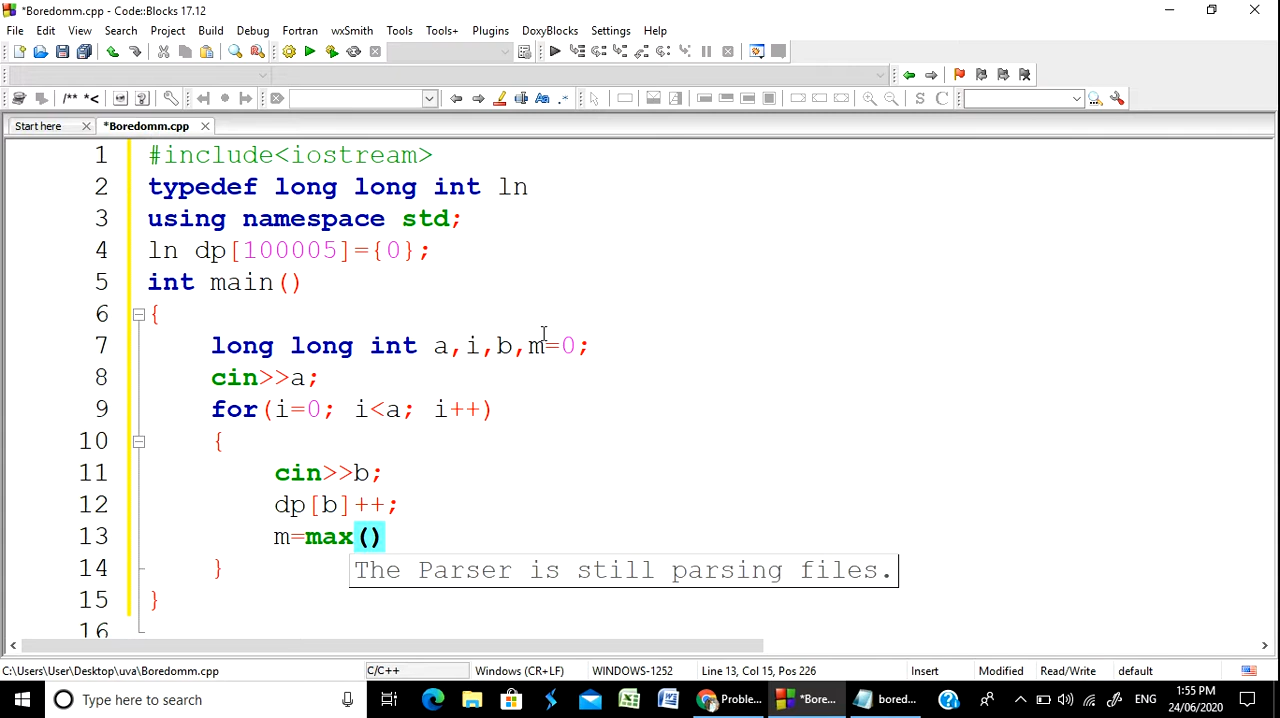 *Boredomm.cpp - Code::Blocks 17.12
File Edit View Search Project Build Debug Fortran wxSmith Tools Tools+ Plugins DoxyBlocks Settings Help
/** *<
S C
Start here *Boredomm.cpp
1 #include<iostream>
2 typedef long long int ln
3 using namespace std;
4 ln dp[100005]={0};
5 int main()
6 {
7 long long int a,i,b,m=0;
8 cin>>a;
9 for(i=0; i<a; i++)
10 {
11 cin>>b;
12 dp[b]++;
13 m=max()
14 }
The Parser is still parsing files.
15 }
16
C:\Users\User\Desktop\uva\Boredomm.cpp C/C++ Windows (CR+LF) WINDOWS-1252 Line 13, Col 15, Pos 226 Insert Modified Read/Write default
Type here to search Proble... *Bore... bored... ENG 1:55 PM
24/06/2020